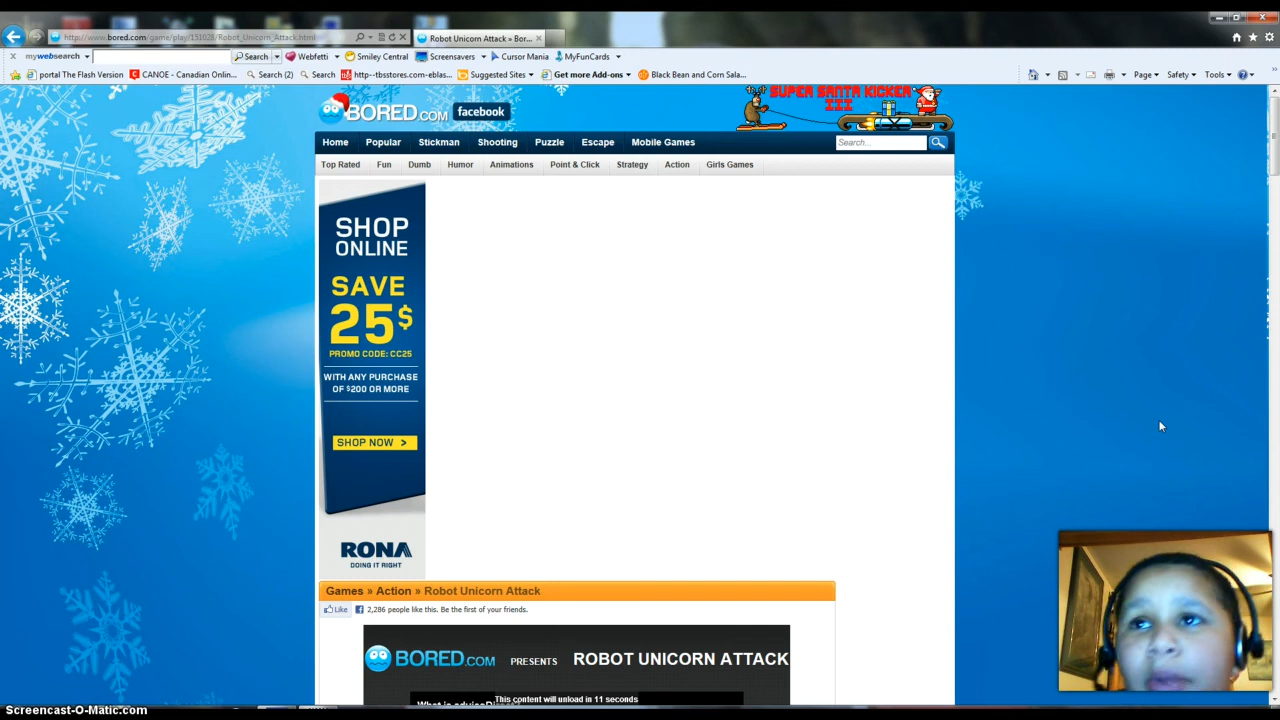 http://www.bored.com/game/play/151028/Robot_Unicorn_Attack.html
Robot Unicorn Attack » Bor...
mywebsearch Search Webfetti Smiley Central Screensavers Cursor Mania MyFunCards
portal The Flash Version CANOE - Canadian Onlin... Search (2) Search http--tbsstores.com-eblas... Suggested Sites Get more Add-ons Black Bean and Corn Sala...
Page Safety Tools
BORED.COM facebook
SUPER SANTA KICKER
III
Home Popular Stickman Shooting Puzzle Escape Mobile Games Search...
Top Rated Fun Dumb Humor Animations Point & Click Strategy Action Girls Games
SHOP
ONLINE
SAVE
25$
PROMO CODE: CC25
WITH ANY PURCHASE
OF $200 OR MORE
SHOP NOW >
RONA
DOING IT RIGHT
Games » Action » Robot Unicorn Attack
Like 2,286 people like this. Be the first of your friends.
BORED.COM PRESENTS ROBOT UNICORN ATTACK
This content will unload in 11 seconds
Screencast-O-Matic.com